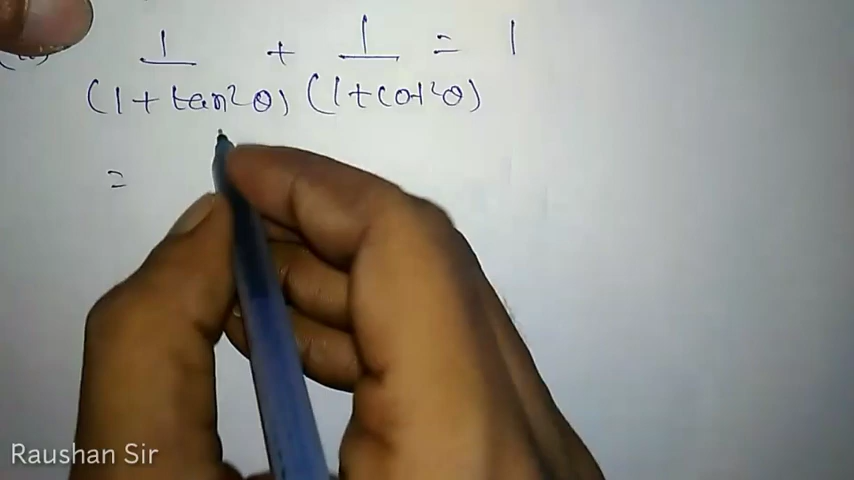 1 + 1 = 1
(1+tan²θ) (1+cot²θ)
=
Raushan Sir